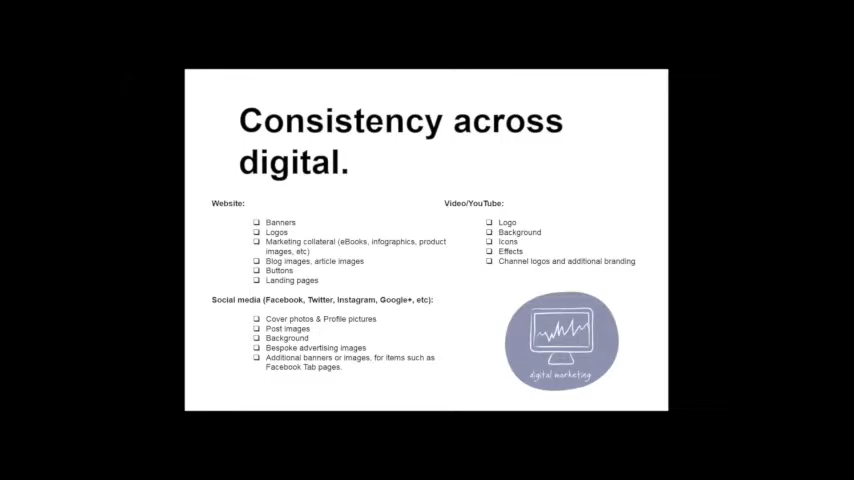 Consistency across
digital.
Website:
❑ Banners
❑ Logos
❑ Marketing collateral (eBooks, infographics, product
images, etc)
❑ Blog images, article images
❑ Buttons
❑ Landing pages
Social media (Facebook, Twitter, Instagram, Google+, etc):
❑ Cover photos & Profile pictures
❑ Post images
❑ Background
❑ Bespoke advertising images
❑ Additional banners or images, for items such as
Facebook Tab pages.
Video/YouTube:
❑ Logo
❑ Background
❑ Icons
❑ Effects
❑ Channel logos and additional branding
digital marketing